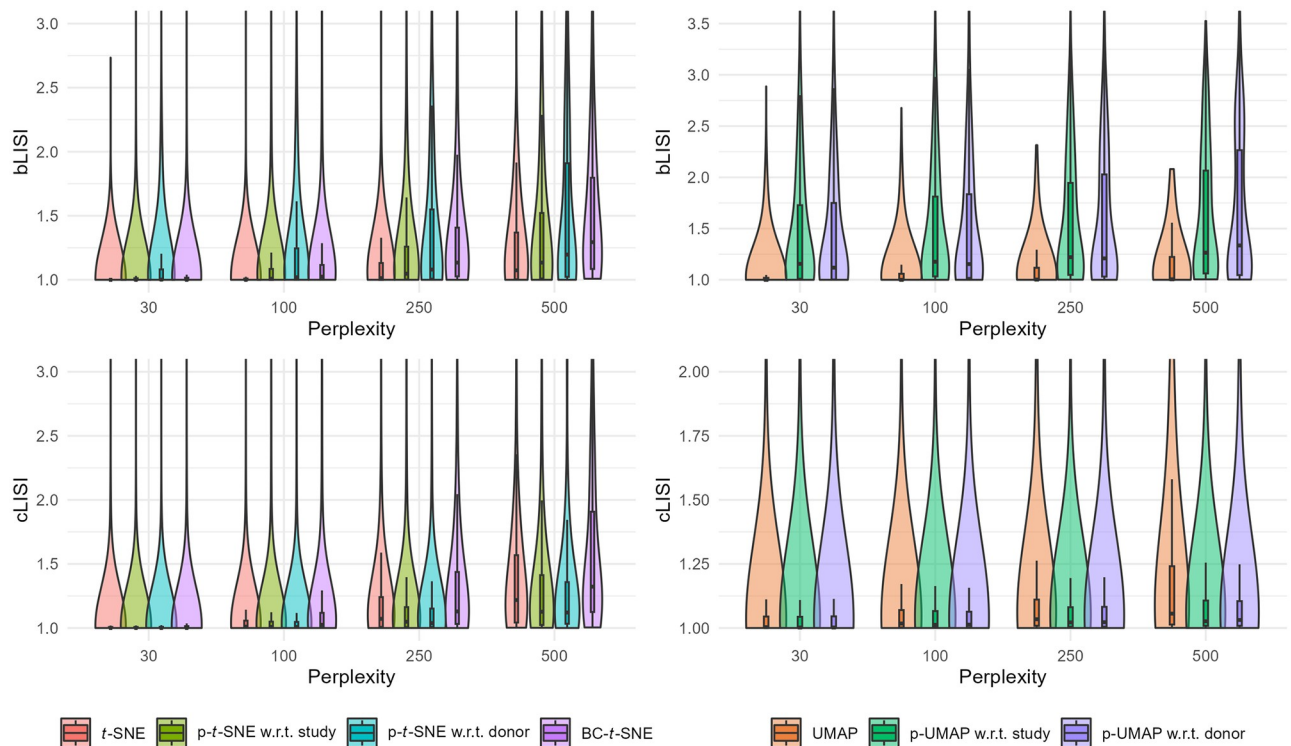 bLISI
3.0
2.5
2.0
1.5
1.0
30 100 250 500
Perplexity
bLISI
3.5
3.0
2.5
2.0
1.5
1.0
30 100 250 500
Perplexity
cLISI
3.0
2.5
2.0
1.5
1.0
30 100 250 500
Perplexity
cLISI
2.00
1.75
1.50
1.25
1.00
30 100 250 500
Perplexity
t-SNE p-t-SNE w.r.t. study p-t-SNE w.r.t. donor BC-t-SNE
UMAP p-UMAP w.r.t. study p-UMAP w.r.t. donor